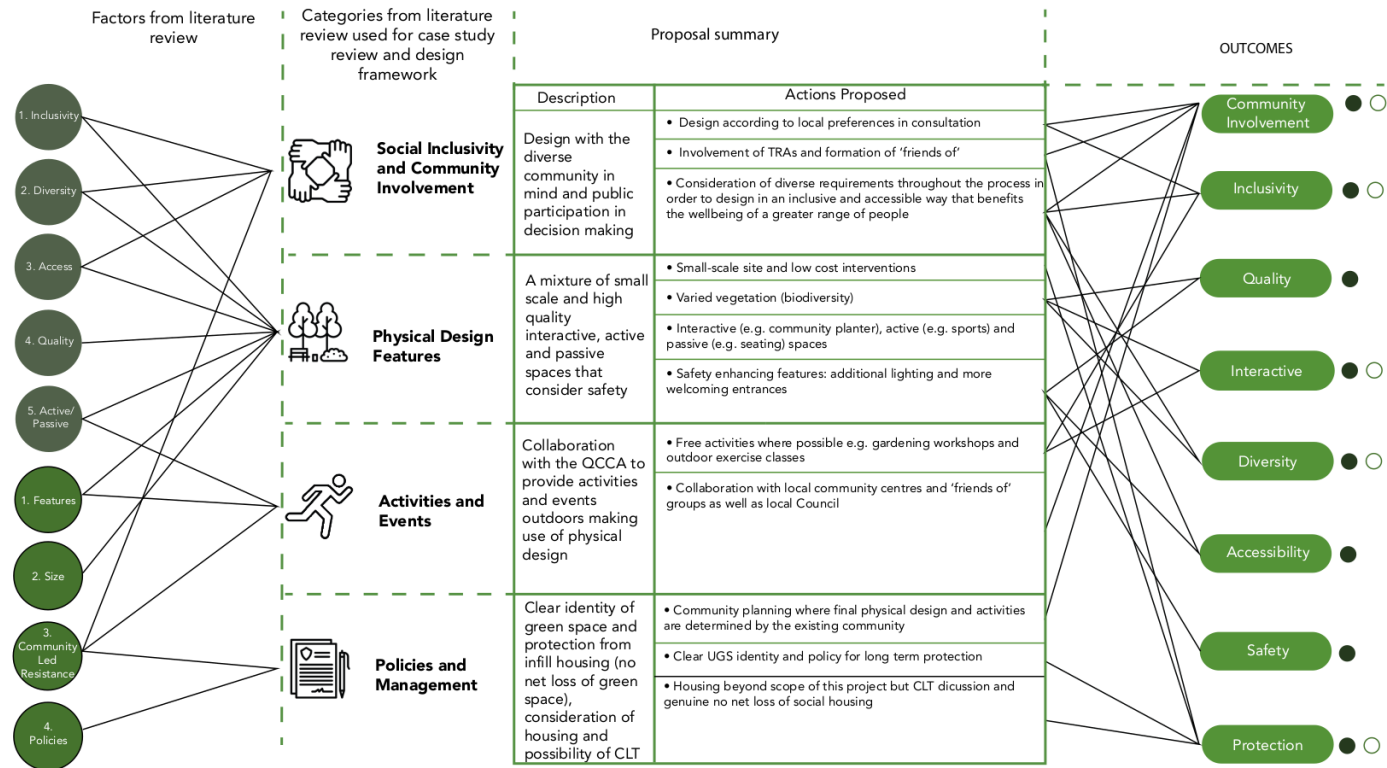 Factors from literature
review
Categories from literature
review used for case study
review and design
framework
Proposal summary
OUTCOMES
1. Inclusivity
2. Diversity
3. Access
4. Quality
5. Active/
Passive
1. Features
2. Size
3.
Community
Led
Resistance
4.
Policies
Social Inclusivity
and Community
Involvement
Physical Design
Features
Activities and
Events
Policies and
Management
Description
Actions Proposed
Design with the
diverse
community in
mind and public
participation in
decision making
• Design according to local preferences in consultation
• Involvement of TRAs and formation of ‘friends of’
• Consideration of diverse requirements throughout the process in
order to design in an inclusive and accessible way that benefits
the wellbeing of a greater range of people
A mixture of small
scale and high
quality
interactive, active
and passive
spaces that
consider safety
• Small-scale site and low cost interventions
• Varied vegetation (biodiversity)
• Interactive (e.g. community planter), active (e.g. sports) and
passive (e.g. seating) spaces
• Safety enhancing features: additional lighting and more
welcoming entrances
Collaboration
with the QCCA to
provide activities
and events
outdoors making
use of physical
design
• Free activities where possible e.g. gardening workshops and
outdoor exercise classes
• Collaboration with local community centres and ‘friends of’
groups as well as local Council
Clear identity of
green space and
protection from
infill housing (no
net loss of green
space),
consideration of
housing and
possibility of CLT
• Community planning where final physical design and activities
are determined by the existing community
• Clear UGS identity and policy for long term protection
• Housing beyond scope of this project but CLT dicussion and
genuine no net loss of social housing
Community
Involvement
Inclusivity
Quality
Interactive
Diversity
Accessibility
Safety
Protection